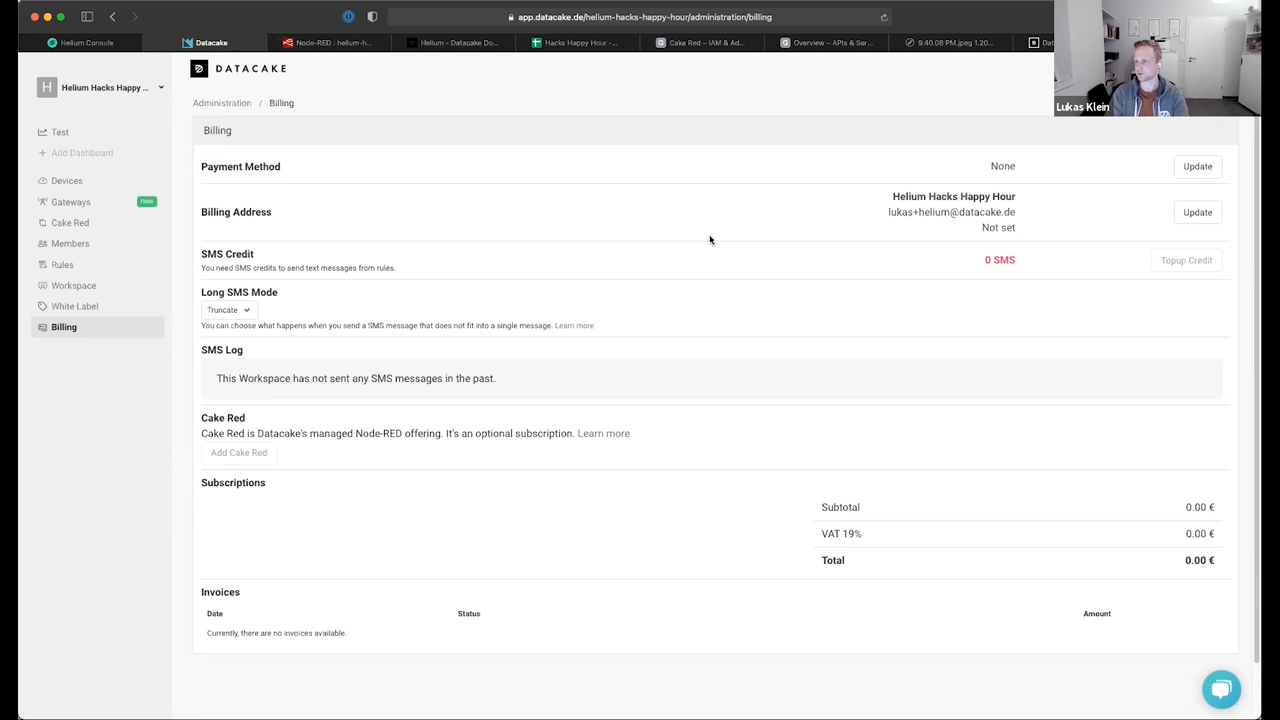 app.datacake.de/helium-hacks-happy-hour/administration/billing
Helium Console
Datacake
Node-RED : helium-h...
Helium - Datacake Do...
Hacks Happy Hour -...
Cake Red – IAM & Ad...
Overview – APIs & Ser...
9.40.08 PM.jpeg 1.20...
Dat
Lukas Klein
H
Helium Hacks Happy ...
DATACAKE
Administration / Billing
Test
Add Dashboard
Devices
Gateways
new
Cake Red
Members
Rules
Workspace
White Label
Billing
Billing
Payment Method
None
Update
Billing Address
Helium Hacks Happy Hour
lukas+helium@datacake.de
Not set
Update
SMS Credit
You need SMS credits to send text messages from rules.
0 SMS
Topup Credit
Long SMS Mode
Truncate
You can choose what happens when you send a SMS message that does not fit into a single message. Learn more
SMS Log
This Workspace has not sent any SMS messages in the past.
Cake Red
Cake Red is Datacake's managed Node-RED offering. It's an optional subscription. Learn more
Add Cake Red
Subscriptions
Subtotal 0.00 €
VAT 19% 0.00 €
Total 0.00 €
Invoices
Date Status Amount
Currently, there are no invoices available.